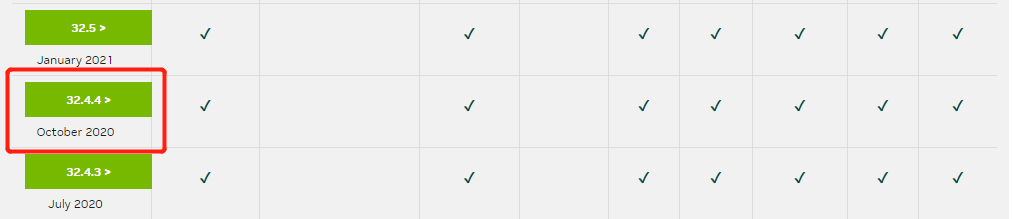 32.5 > ✓ ✓ ✓ ✓ ✓ ✓ ✓
January 2021
32.4.4 > ✓ ✓ ✓ ✓ ✓ ✓ ✓
October 2020
32.4.3 > ✓ ✓ ✓ ✓ ✓ ✓ ✓
July 2020